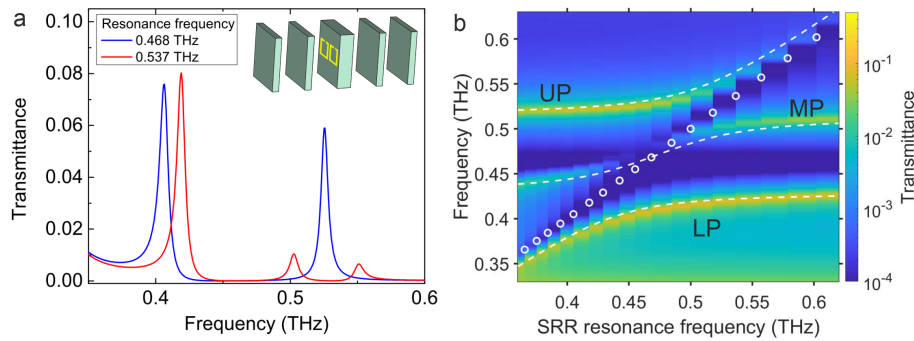 a
Resonance frequency
0.468 THz
0.537 THz
0.10
0.08
0.06
0.04
0.02
0.00
Transmittance
0.4
0.5
0.6
Frequency (THz)
b
0.6
0.55
0.5
0.45
0.4
0.35
Frequency (THz)
UP
MP
LP
0.4
0.45
0.5
0.55
0.6
SRR resonance frequency (THz)
10⁻¹
10⁻²
10⁻³
10⁻⁴
Transmittance